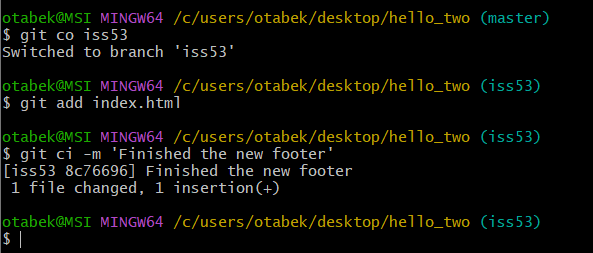 otabek@MSI MINGW64 /c/users/otabek/desktop/hello_two (master)
$ git co iss53
Switched to branch 'iss53'
otabek@MSI MINGW64 /c/users/otabek/desktop/hello_two (iss53)
$ git add index.html
otabek@MSI MINGW64 /c/users/otabek/desktop/hello_two (iss53)
$ git ci -m 'Finished the new footer'
[iss53 8c76696] Finished the new footer
 1 file changed, 1 insertion(+)
otabek@MSI MINGW64 /c/users/otabek/desktop/hello_two (iss53)
$